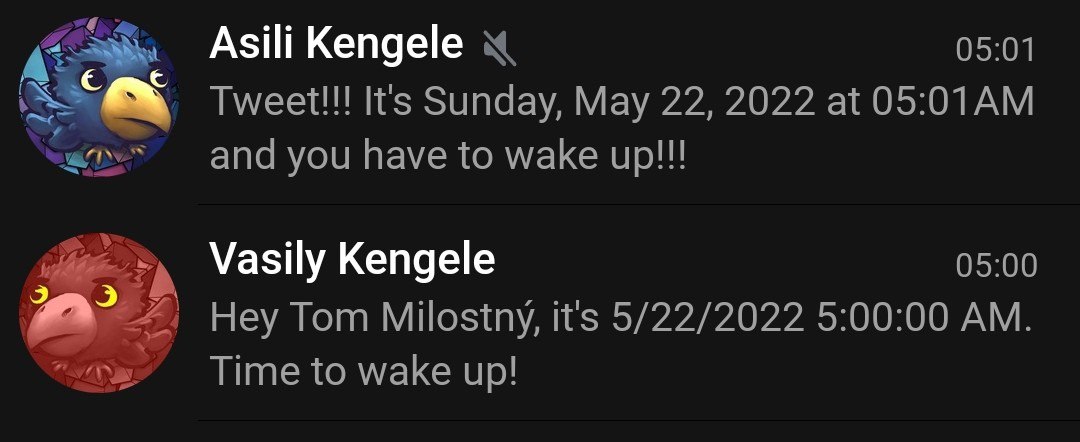 Asili Kengele
05:01
Tweet!!! It's Sunday, May 22, 2022 at 05:01AM
and you have to wake up!!!
Vasily Kengele
05:00
Hey Tom Milostný, it's 5/22/2022 5:00:00 AM.
Time to wake up!